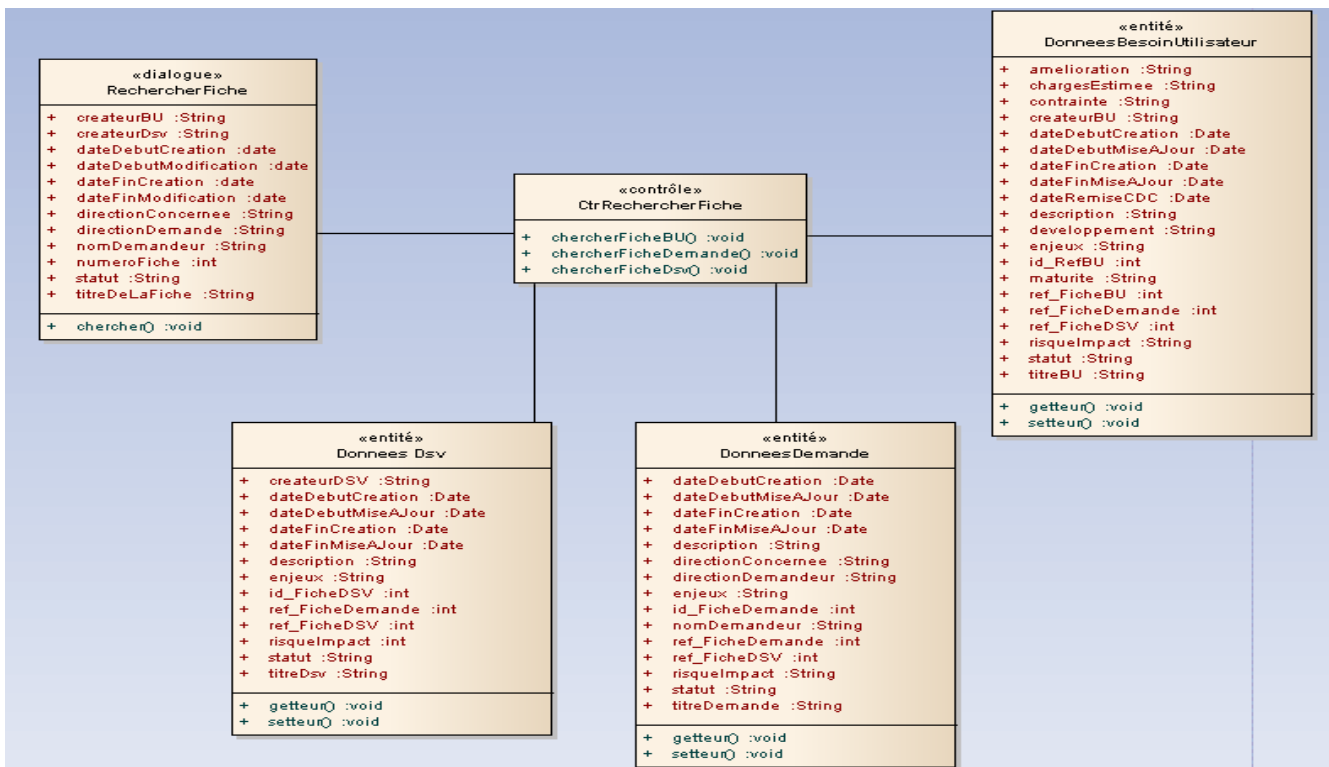 «dialogue»
RechercherFiche
+ createurBU :String
+ createurDsv :String
+ dateDebutCreation :date
+ dateDebutModification :date
+ dateFinCreation :date
+ dateFinModification :date
+ directionConcernee :String
+ directionDemande :String
+ nomDemandeur :String
+ numeroFiche :int
+ statut :String
+ titreDeLaFiche :String
+ chercher() :void
«contrôle»
CtrRechercherFiche
+ chercherFicheBU() :void
+ chercherFicheDemande() :void
+ chercherFicheDsv() :void
«entité»
DonneesBesoinUtilisateur
+ amelioration :String
+ chargesEstimee :String
+ contrainte :String
+ createurBU :String
+ dateDebutCreation :Date
+ dateDebutMiseAJour :Date
+ dateFinCreation :Date
+ dateFinMiseAJour :Date
+ dateRemiseCDC :Date
+ description :String
+ developpement :String
+ enjeux :String
+ id_RefBU :int
+ maturite :String
+ ref_FicheBU :int
+ ref_FicheDemande :int
+ ref_FicheDSV :int
+ risqueImpact :String
+ statut :String
+ titreBU :String
+ getteur() :void
+ setteur() :void
«entité»
Donnees Dsv
+ createurDSV :String
+ dateDebutCreation :Date
+ dateDebutMiseAJour :Date
+ dateFinCreation :Date
+ dateFinMiseAJour :Date
+ description :String
+ enjeux :String
+ id_FicheDSV :int
+ ref_FicheDemande :int
+ ref_FicheDSV :int
+ risqueImpact :int
+ statut :String
+ titreDsv :String
+ getteur() :void
+ setteur() :void
«entité»
DonneesDemande
+ dateDebutCreation :Date
+ dateDebutMiseAJour :Date
+ dateFinCreation :Date
+ dateFinMiseAJour :Date
+ description :String
+ directionConcernee :String
+ directionDemandeur :String
+ enjeux :String
+ id_FicheDemande :int
+ nomDemandeur :String
+ ref_FicheDemande :int
+ ref_FicheDSV :int
+ risqueImpact :String
+ statut :String
+ titreDemande :String
+ getteur() :void
+ setteur() :void